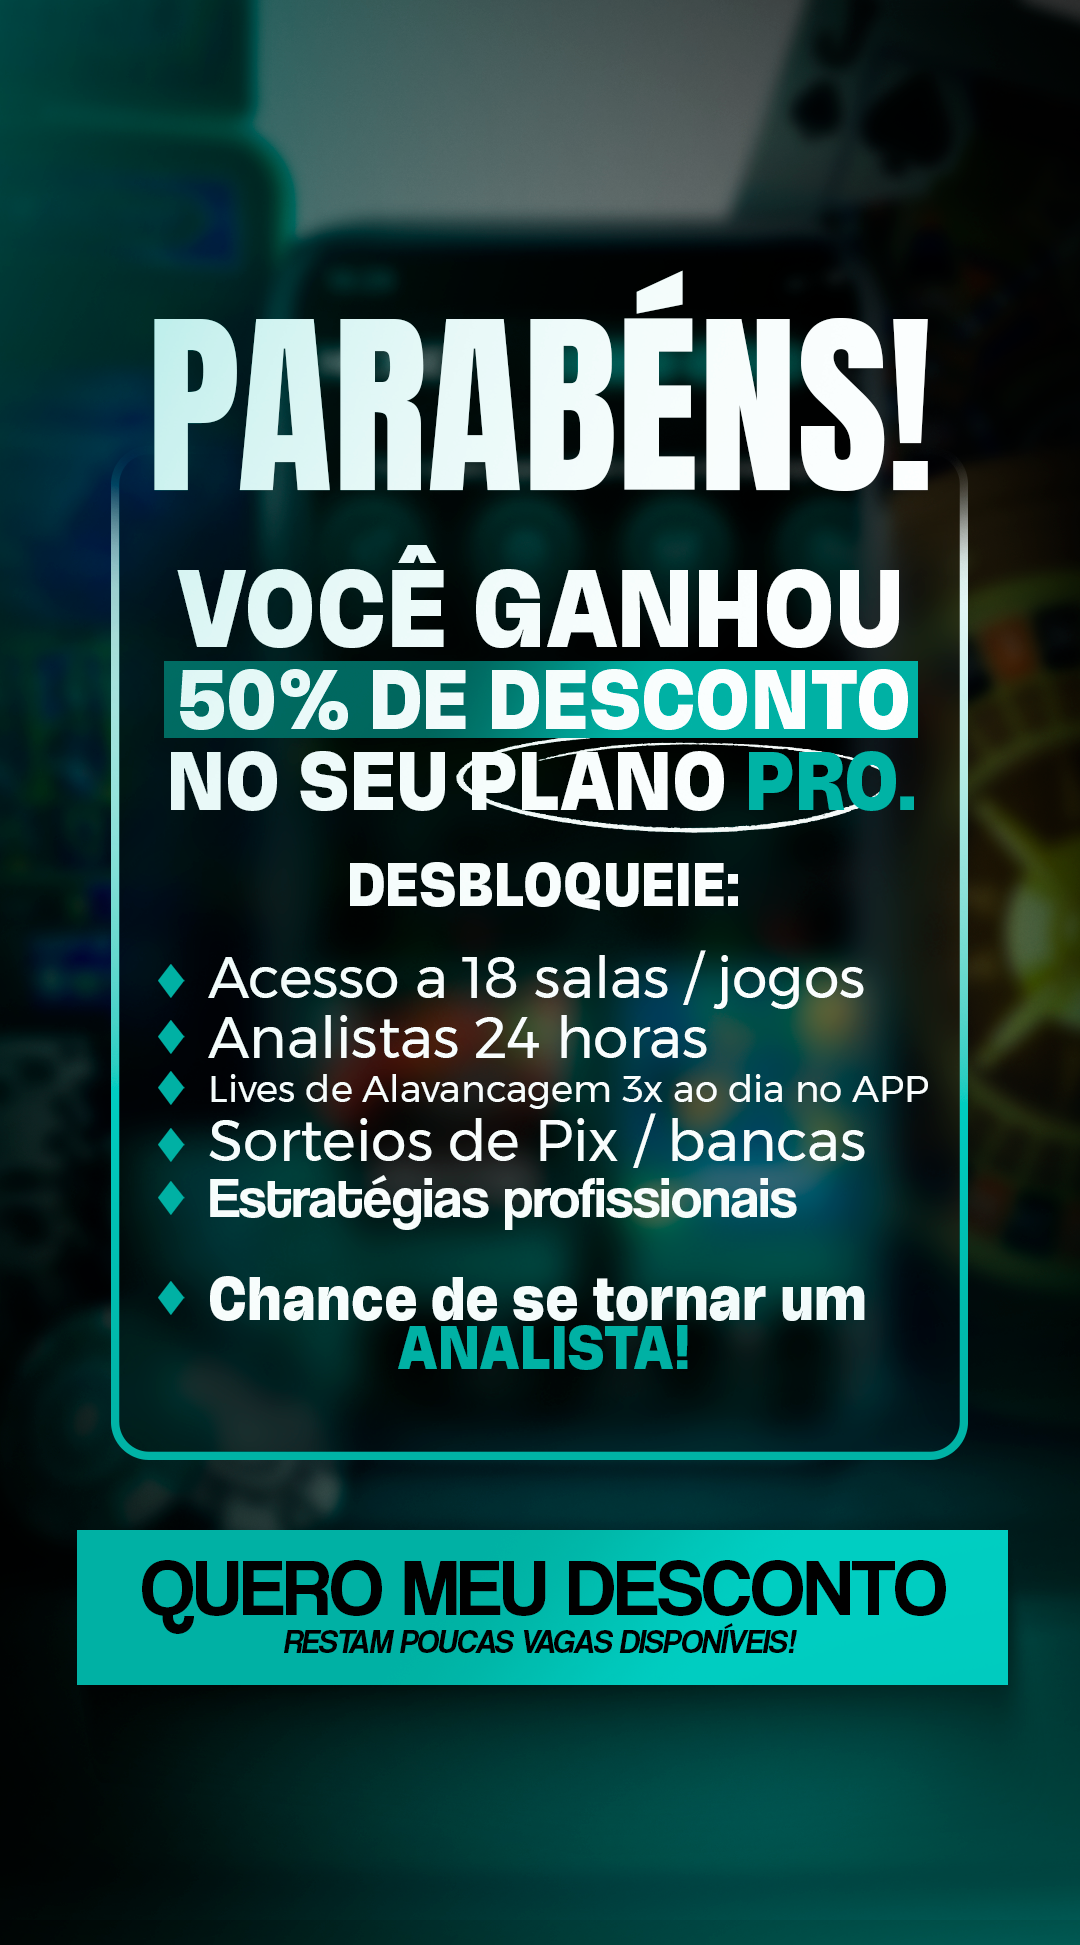 PARABÉNS!
VOCÊ GANHOU
50% DE DESCONTO
NO SEU PLANO PRO.
DESBLOQUEIE:
Acesso a 18 salas / jogos
Analistas 24 horas
Lives de Alavancagem 3x ao dia no APP
Sorteios de Pix / bancas
Estratégias profissionais
Chance de se tornar um
ANALISTA!
QUERO MEU DESCONTO
RESTAM POUCAS VAGAS DISPONÍVEIS!